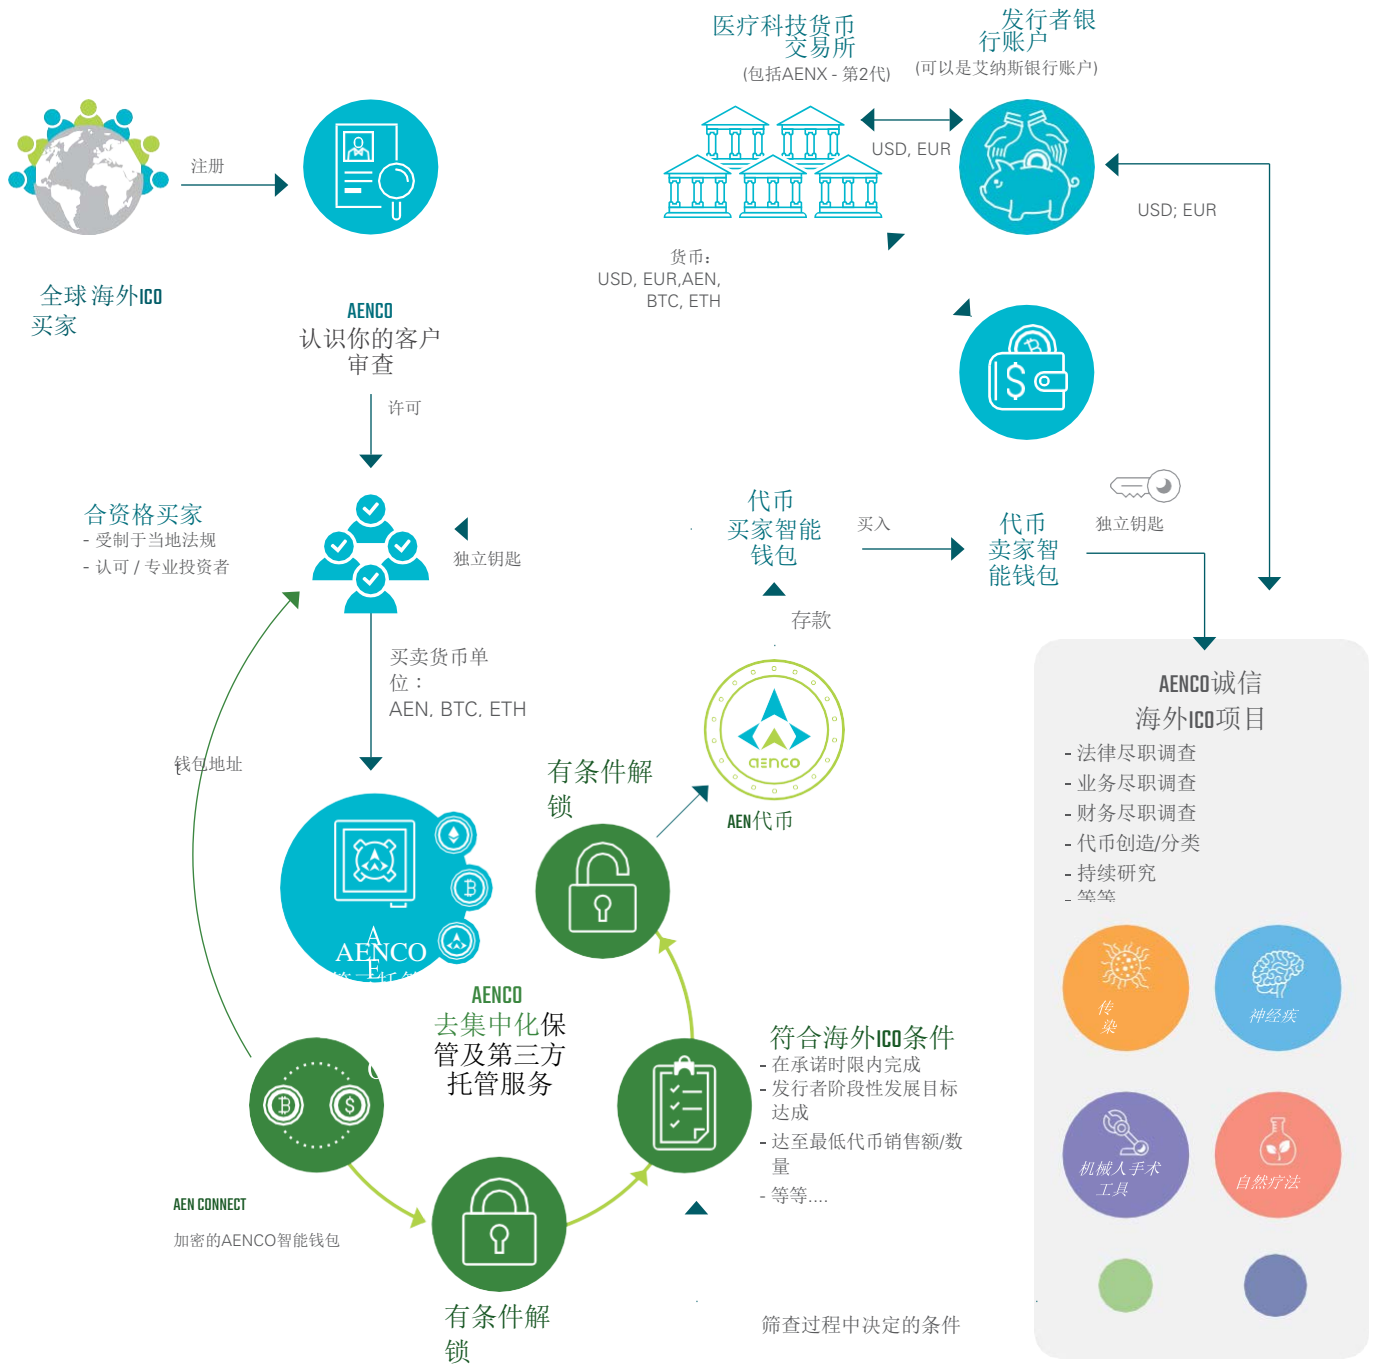 医疗科技货币
交易所
(包括AENX - 第2代)
发行者银
行账户
(可以是艾纳斯银行账户)
USD, EUR
注册
USD; EUR
货币:
USD, EUR,AEN,
BTC, ETH
全球海外ICO
买家
AENCO
认识你的客户
审查
许可
合资格买家
- 受制于当地法规
- 认可 / 专业投资者
独立钥匙
代币
买家智能
钱包
买入
代币
卖家智
能钱包
独立钥匙
存款
买卖货币单
位：
AEN, BTC, ETH
钱包地址
aenco
AEN代币
有条件解
锁
AENCO诚信
海外ICO项目
- 法律尽职调查
- 业务尽职调查
- 财务尽职调查
- 代币创造/分类
- 持续研究
- 等等
AENCO
AENCO
去集中化保
管及第三方
托管服务
传
染
神经疾
机械人手术
工具
自然疗法
符合海外ICO条件
- 在承诺时限内完成
- 发行者阶段性发展目标
达成
- 达至最低代币销售额/数
量
- 等等....
AEN CONNECT
加密的AENCO智能钱包
有条件解
锁
筛查过程中决定的条件